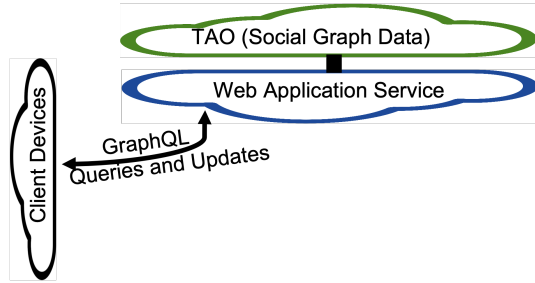 TAO (Social Graph Data)
Web Application Service
GraphQL
Queries and Updates
Client Devices